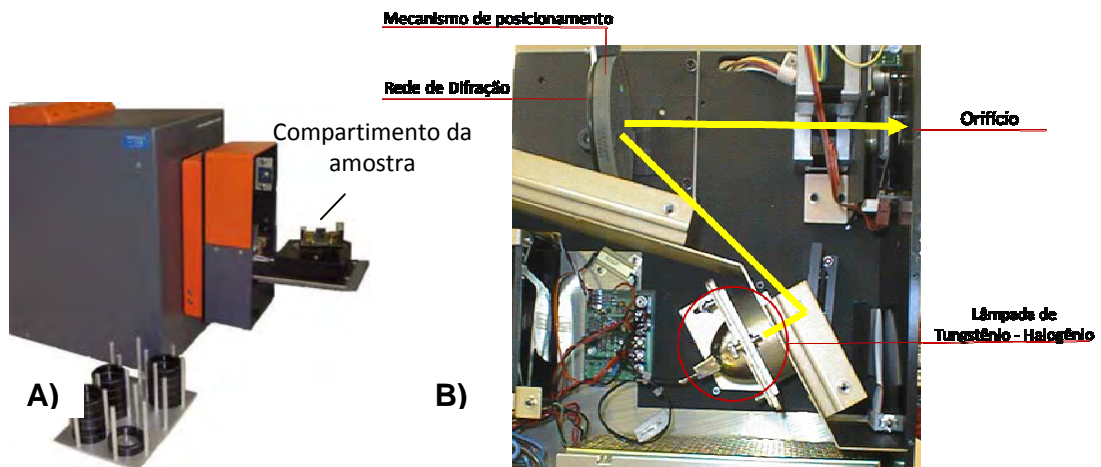 Mecanismo de posicionamento
Rede de Difração
Compartimento da
amostra
Orifício
Lâmpada de
Tungstênio - Halogênio
A)
B)